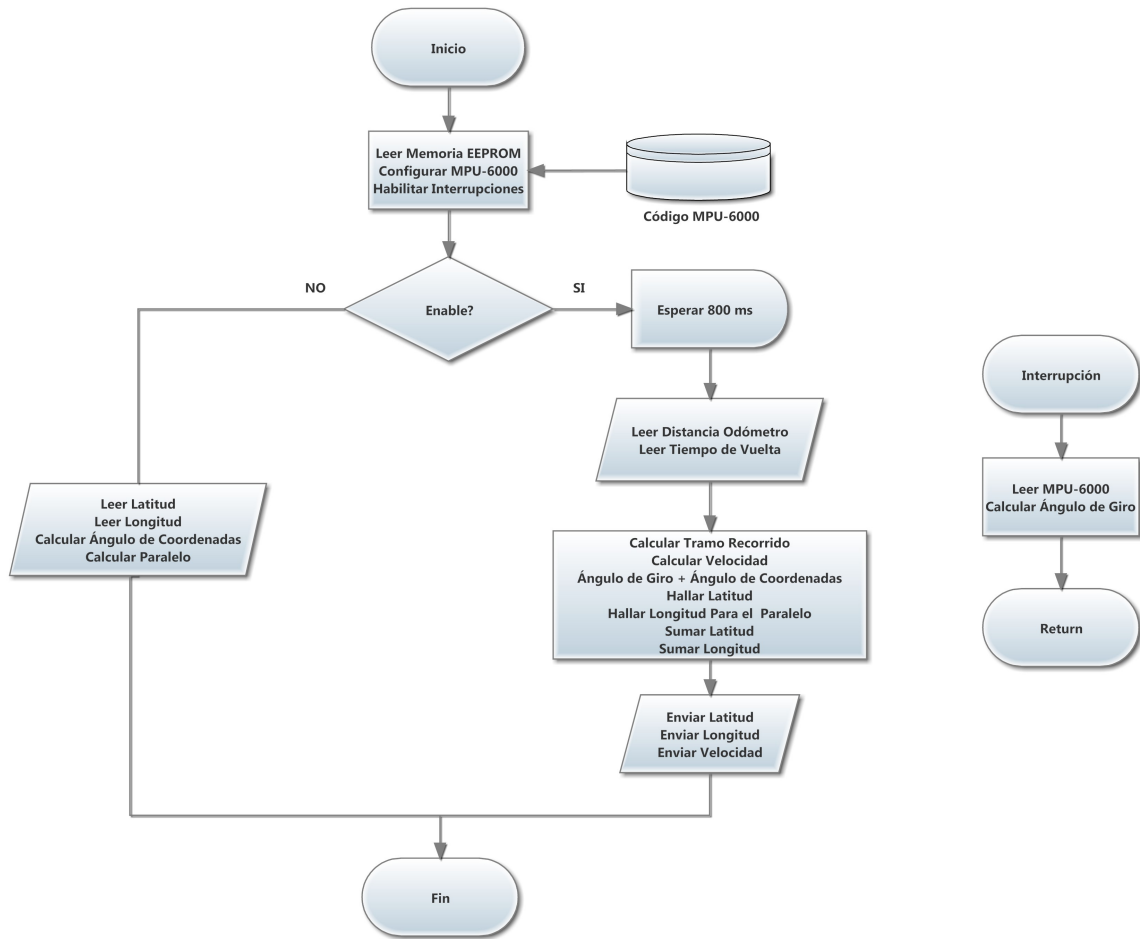 Inicio
Leer Memoria EEPROM
Configurar MPU-6000
Habilitar Interrupciones
Código MPU-6000
NO
Enable?
SI
Esperar 800 ms
Leer Distancia Odómetro
Leer Tiempo de Vuelta
Leer Latitud
Leer Longitud
Calcular Ángulo de Coordenadas
Calcular Paralelo
Calcular Tramo Recorrido
Calcular Velocidad
Ángulo de Giro + Ángulo de Coordenadas
Hallar Latitud
Hallar Longitud Para el Paralelo
Sumar Latitud
Sumar Longitud
Enviar Latitud
Enviar Longitud
Enviar Velocidad
Fin
Interrupción
Leer MPU-6000
Calcular Ángulo de Giro
Return